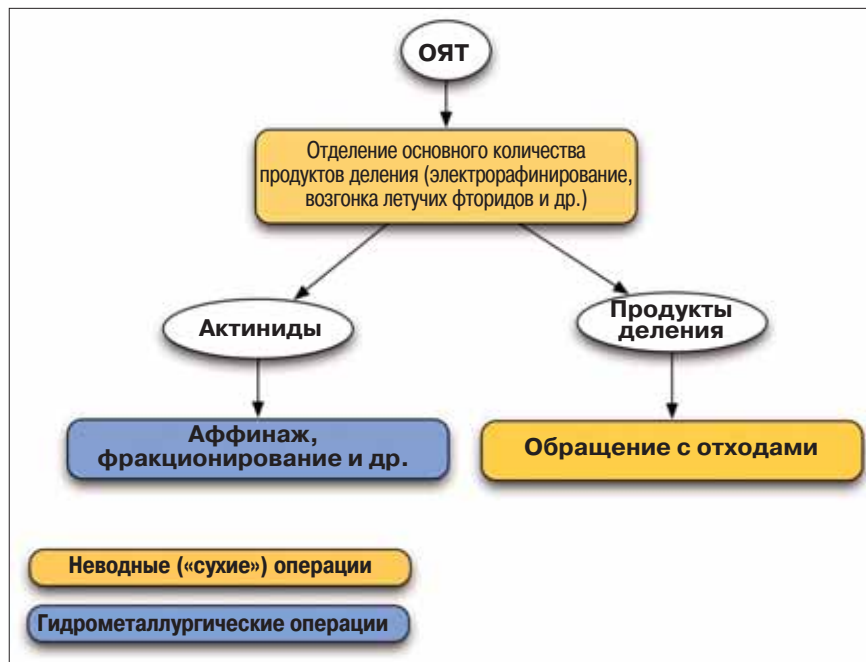 ОЯТ
Отделение основного количества
продуктов деления (электрорафинирование,
возгонка летучих фторидов и др.)
Актиниды
Продукты
деления
Аффинаж,
фракционирование и др.
Обращение с отходами
Неводные («сухие») операции
Гидрометаллургические операции